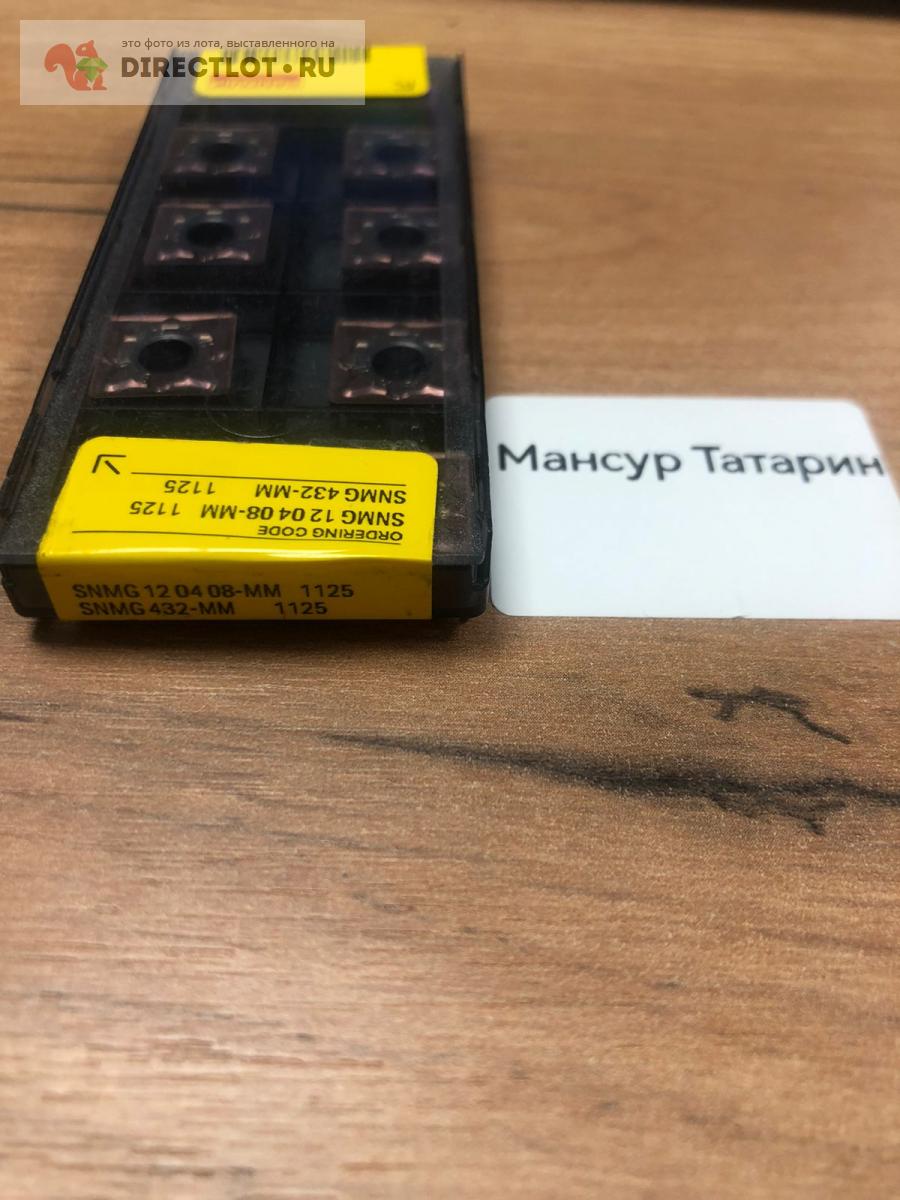 это фото из лота, выставленного на
DIRECTLOT.RU
Мансур Татарин
ORDERING CODE
SNMG 12 04 08-MM 1125
SNMG 432-MM 1125
SNMG 12 04 08-MM 1125
SNMG 432-MM 1125